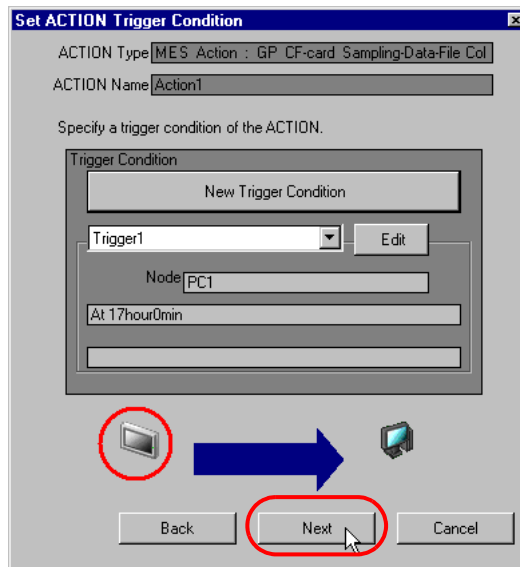 Set ACTION Trigger Condition
ACTION Type MES Action : GP CF-card Sampling-Data-File Col
ACTION Name Action1
Specify a trigger condition of the ACTION.
Trigger Condition
New Trigger Condition
Trigger1 Edit
Node PC1
At 17hour0min
Back Next Cancel